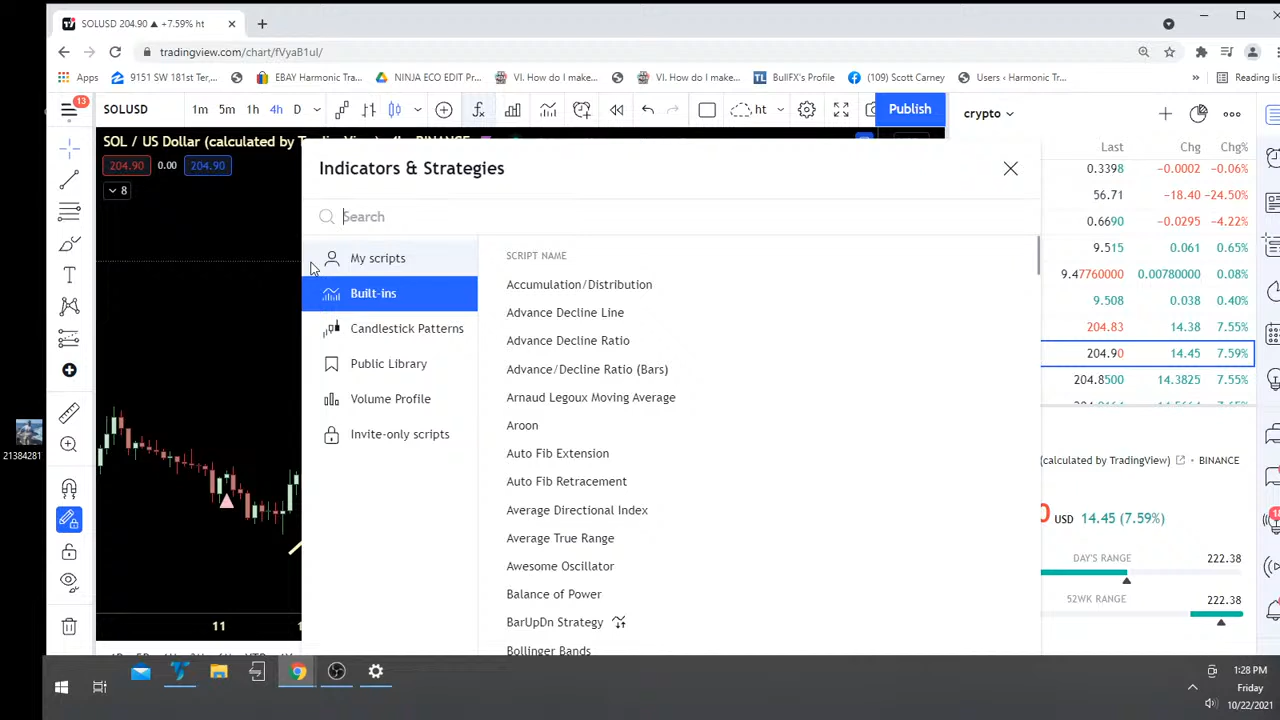 SOLUSD 204.90 ▲ +7.59% ht
tradingview.com/chart/fVyaB1ul/
Apps
9151 SW 181st Ter,...
EBAY Harmonic Tra...
NINJA ECO EDIT Pr...
VI. How do I make...
VI. How do I make...
BullFX's Profile
(109) Scott Carney
Users ‹ Harmonic Tr...
»
Reading li
13
SOLUSD
1m 5m 1h 4h D
ht
Publish
crypto
SOL / US Dollar (calculated by T
204.90 0.00 204.90
8
Indicators & Strategies
Search
My scripts
Built-ins
Candlestick Patterns
Public Library
Volume Profile
Invite-only scripts
SCRIPT NAME
Accumulation/Distribution
Advance Decline Line
Advance Decline Ratio
Advance/Decline Ratio (Bars)
Arnaud Legoux Moving Average
Aroon
Auto Fib Extension
Auto Fib Retracement
Average Directional Index
Average True Range
Awesome Oscillator
Balance of Power
BarUpDn Strategy
Bollinger Bands
Last Chg Chg%
0.3398 -0.0002 -0.06%
56.71 -18.40 -24.50%
0.6690 -0.0295 -4.22%
9.515 0.061 0.65%
9.47760000 0.00780000 0.08%
9.508 0.038 0.40%
204.83 14.38 7.55%
204.90 14.45 7.59%
204.8500 14.3825 7.55%
(calculated by TradingView) • BINANCE
0 USD 14.45 (7.59%)
DAY'S RANGE 222.38
52WK RANGE 222.38
11
21384281
1:28 PM
Friday
10/22/2021